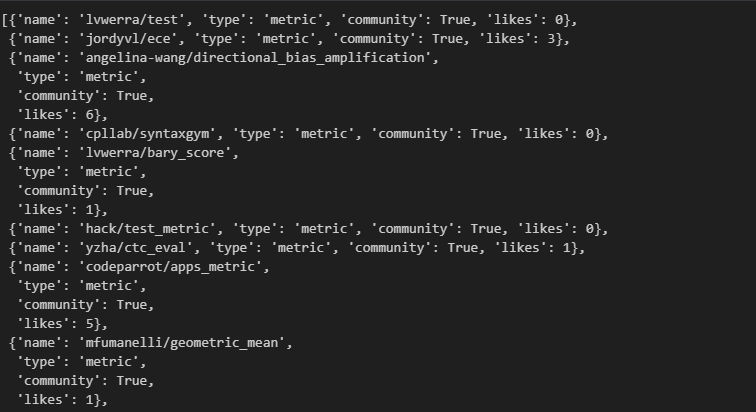 [{'name': 'lvwerra/test', 'type': 'metric', 'community': True, 'likes': 0},
 {'name': 'jordyvl/ece', 'type': 'metric', 'community': True, 'likes': 3},
 {'name': 'angelina-wang/directional_bias_amplification',
  'type': 'metric',
  'community': True,
  'likes': 6},
 {'name': 'cpllab/syntaxgym', 'type': 'metric', 'community': True, 'likes': 0},
 {'name': 'lvwerra/bary_score',
  'type': 'metric',
  'community': True,
  'likes': 1},
 {'name': 'hack/test_metric', 'type': 'metric', 'community': True, 'likes': 0},
 {'name': 'yzha/ctc_eval', 'type': 'metric', 'community': True, 'likes': 1},
 {'name': 'codeparrot/apps_metric',
  'type': 'metric',
  'community': True,
  'likes': 5},
 {'name': 'mfumanelli/geometric_mean',
  'type': 'metric',
  'community': True,
  'likes': 1},